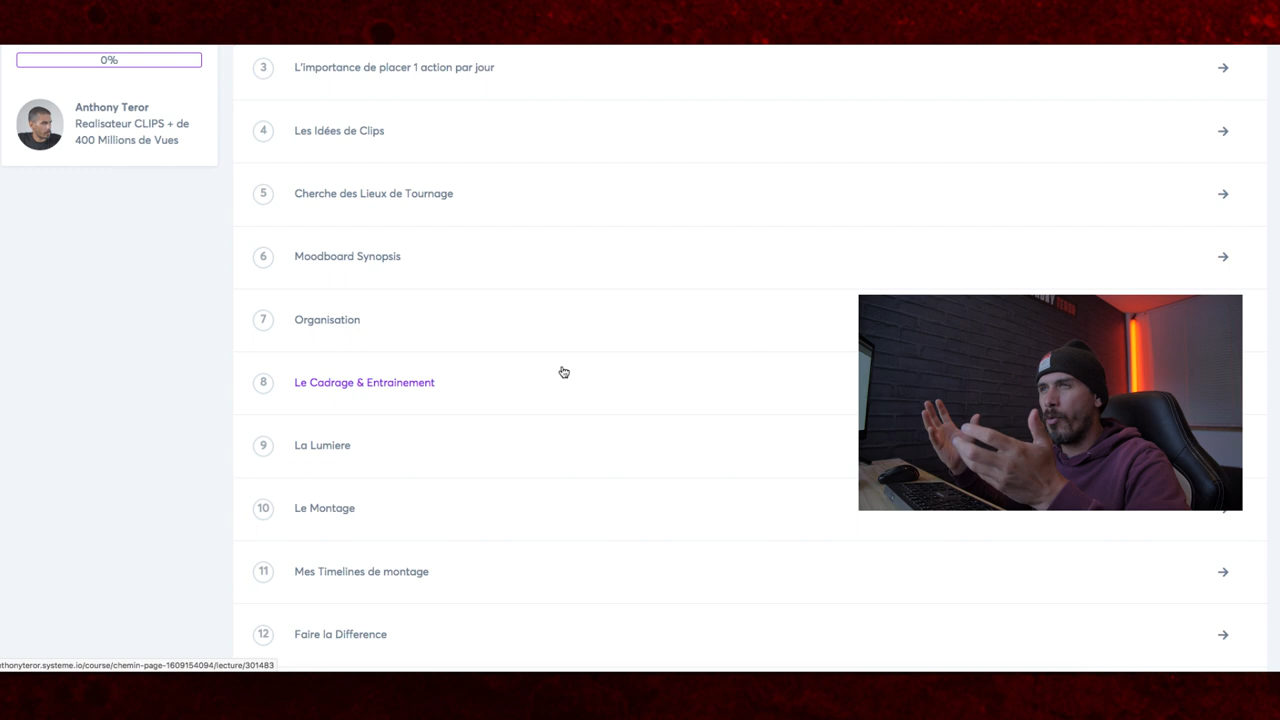 0%
Anthony Teror
Realisateur CLIPS + de
400 Millions de Vues
3 L'importance de placer 1 action par jour
4 Les Idées de Clips
5 Cherche des Lieux de Tournage
6 Moodboard Synopsis
7 Organisation
8 Le Cadrage & Entrainement
9 La Lumiere
10 Le Montage
11 Mes Timelines de montage
12 Faire la Difference
nthonyteror.systeme.io/course/chemin-page-1609154094/lecture/301483
TEROR